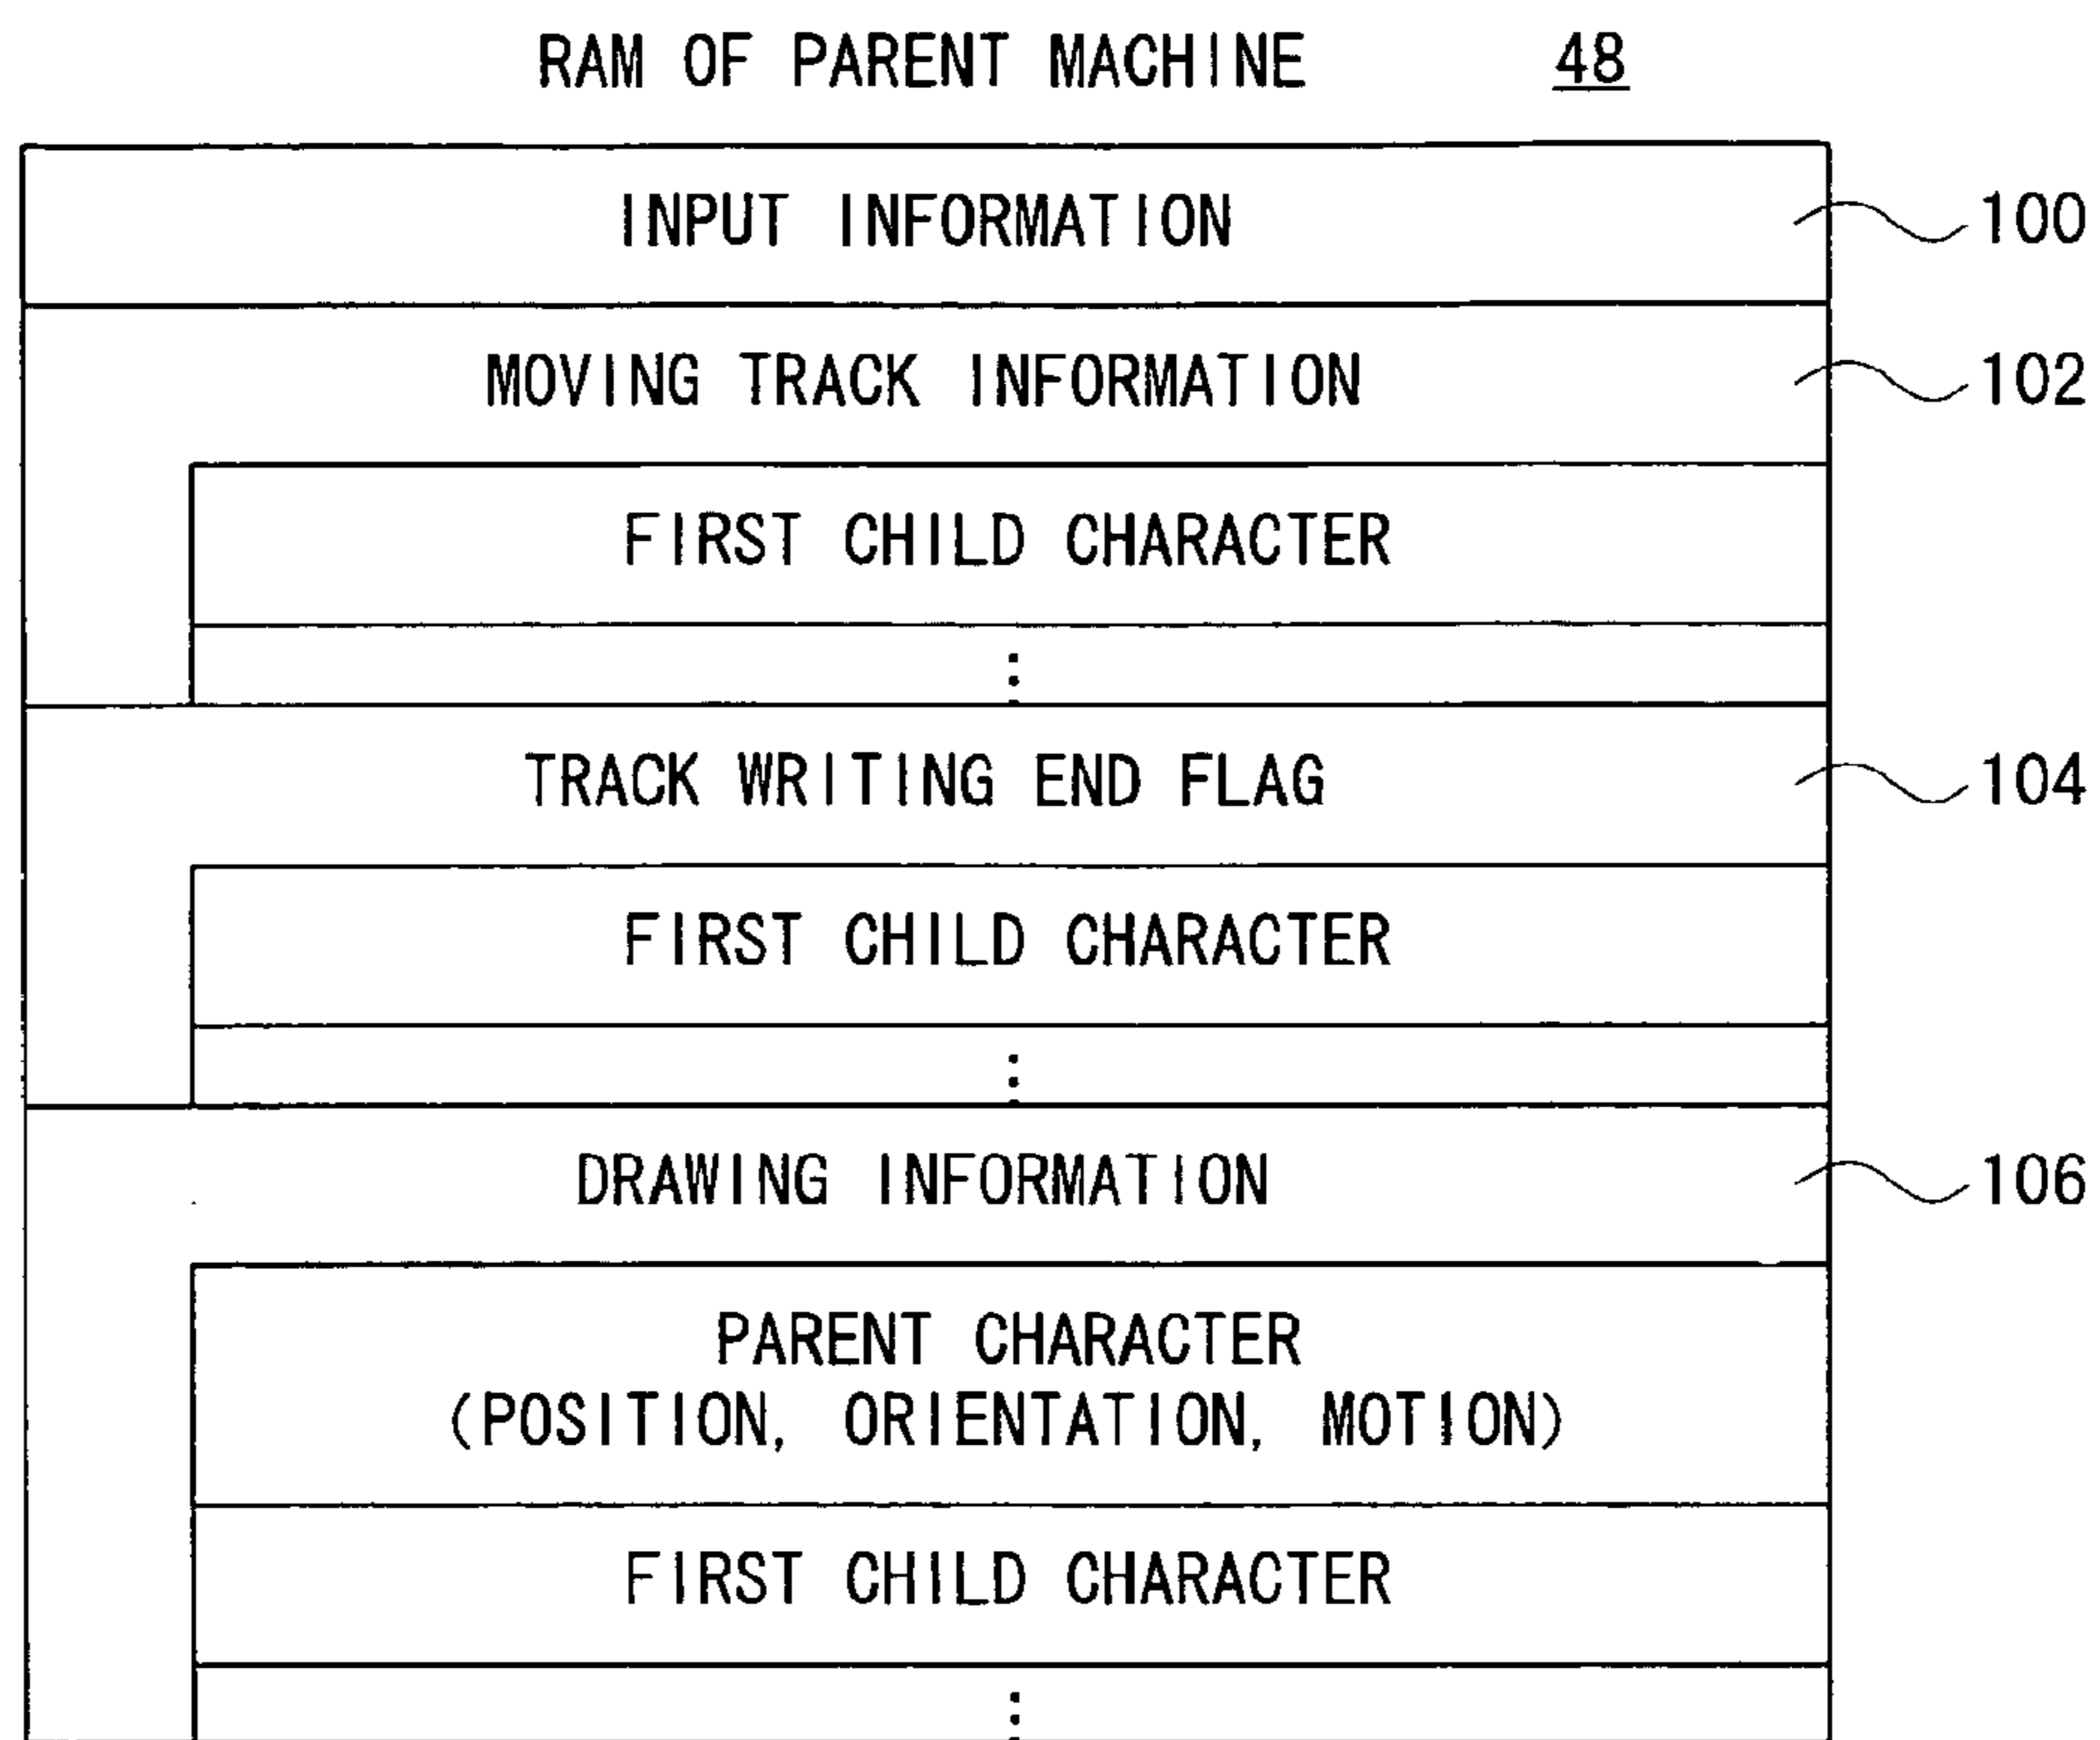 RAM OF PARENT MACHINE 48
INPUT INFORMATION 100
MOVING TRACK INFORMATION 102
FIRST CHILD CHARACTER
TRACK WRITING END FLAG 104
FIRST CHILD CHARACTER
DRAWING INFORMATION 106
PARENT CHARACTER
(POSITION, ORIENTATION, MOTION)
FIRST CHILD CHARACTER